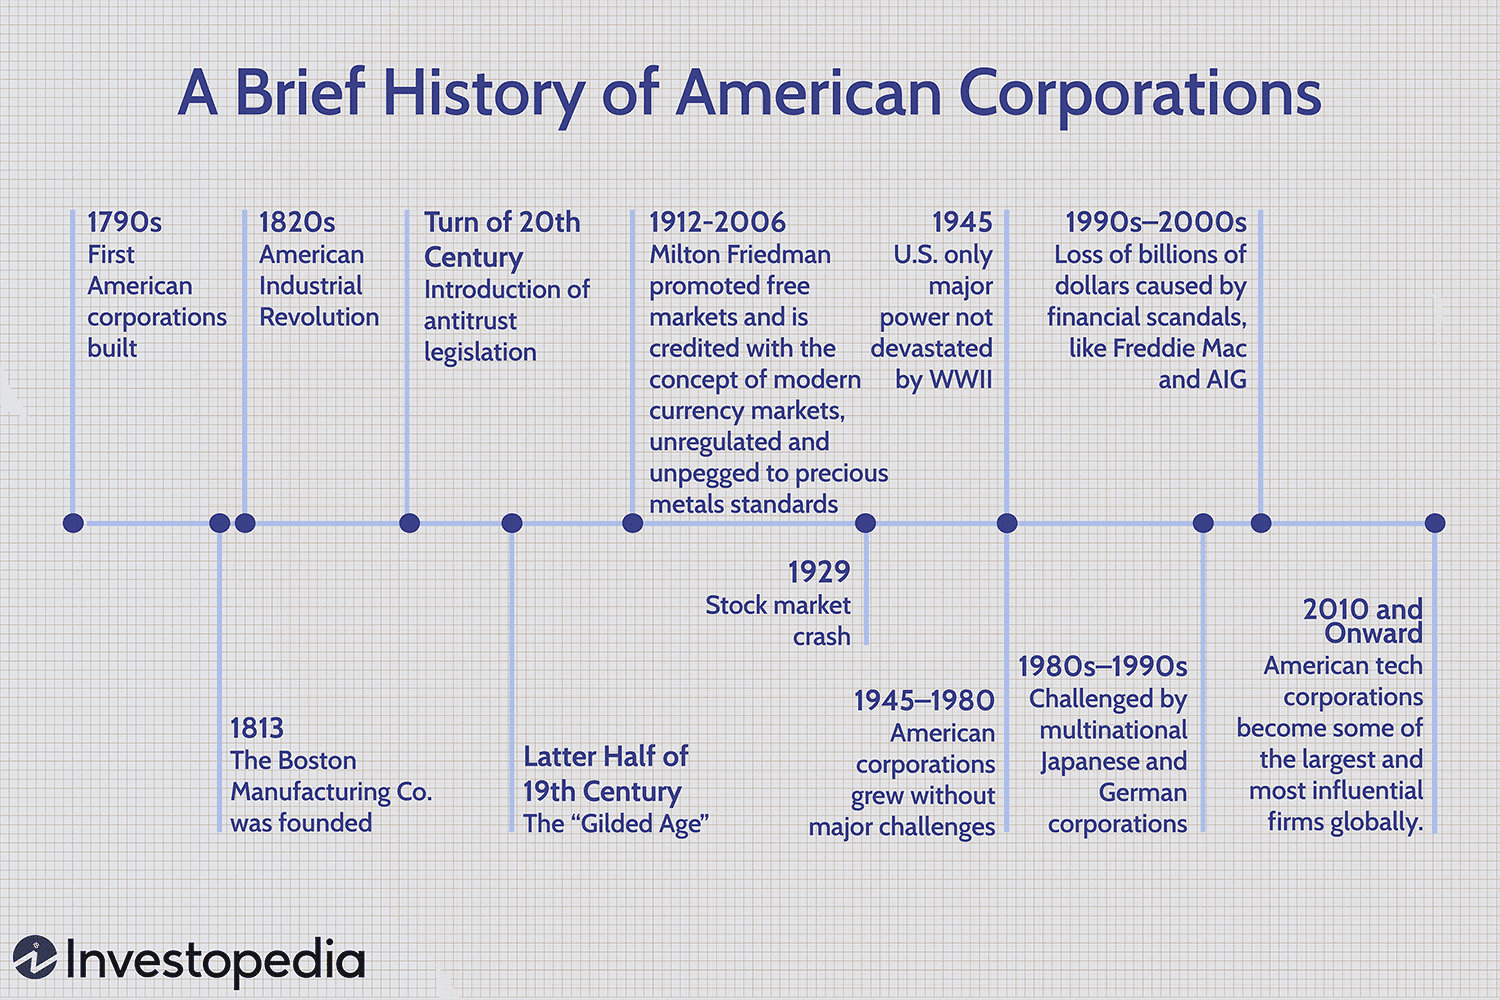 A Brief History of American Corporations
1790s
First
American
corporations
built
1820s
American
Industrial
Revolution
Turn of 20th
Century
Introduction of
antitrust
legislation
1912-2006
Milton Friedman
promoted free
markets and is
credited with the
concept of modern
currency markets,
unregulated and
unpegged to precious
metals standards
1945
U.S. only
major
power not
devastated
by WWII
1990s–2000s
Loss of billions of
dollars caused by
financial scandals,
like Freddie Mac
and AIG
1813
The Boston
Manufacturing Co.
was founded
Latter Half of
19th Century
The “Gilded Age”
1929
Stock market
crash
1945–1980
American
corporations
grew without
major challenges
1980s–1990s
Challenged by
multinational
Japanese and
German
corporations
2010 and
Onward
American tech
corporations
become some of
the largest and
most influential
firms globally.
Investopedia